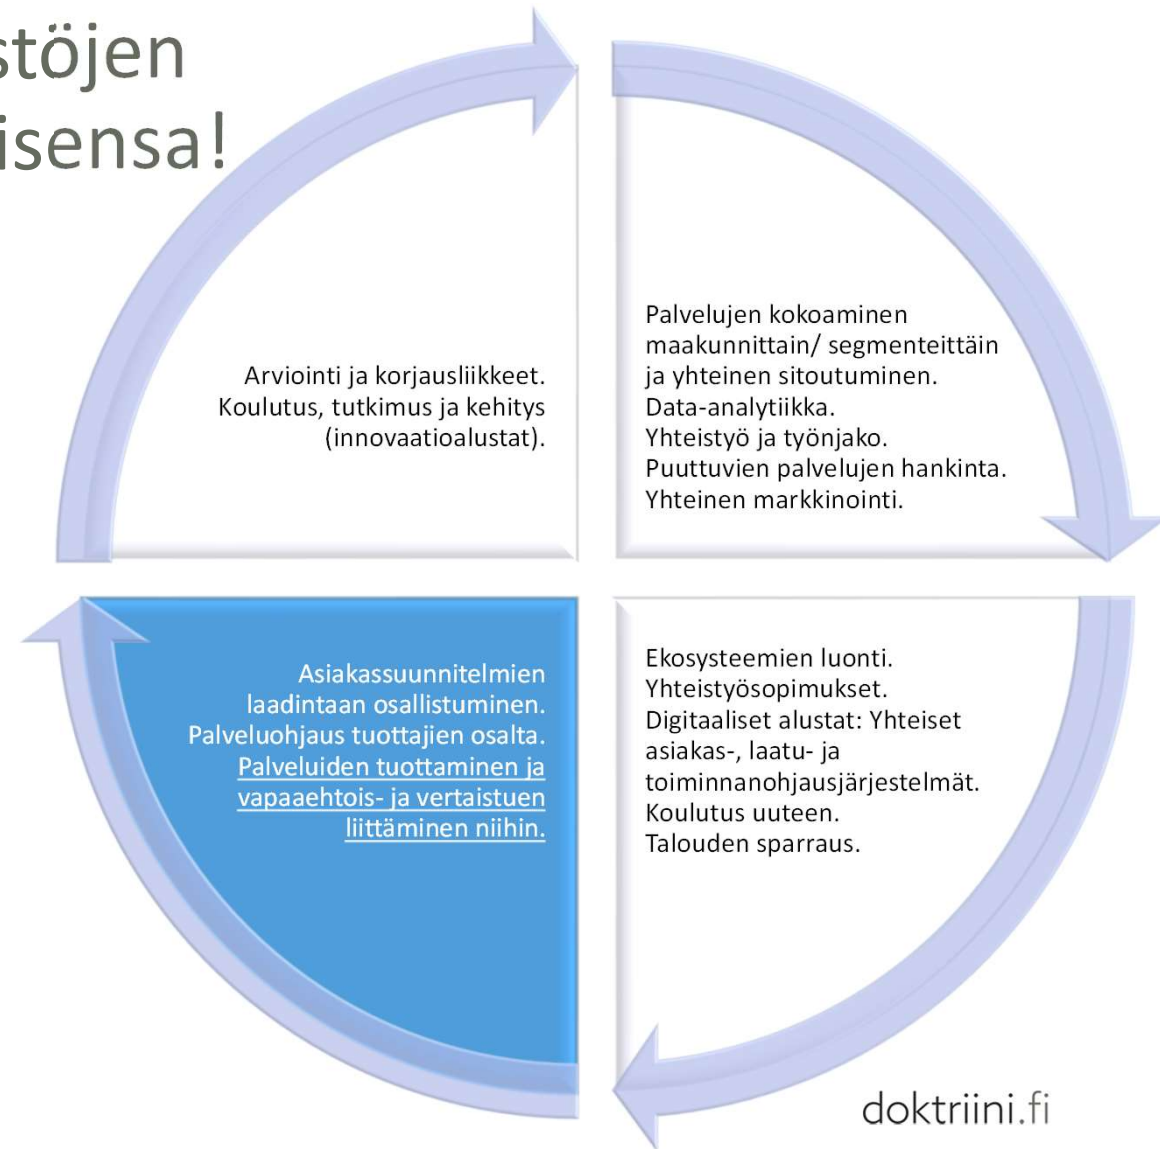 stöjen
isensa!
Arviointi ja korjausliikkeet.
Koulutus, tutkimus ja kehitys
(innovaatioalustat).
Palvelujen kokoaminen
maakunnittain/ segmenteittäin
ja yhteinen sitoutuminen.
Data-analytiikka.
Yhteistyö ja työnjako.
Puuttuvien palvelujen hankinta.
Yhteinen markkinointi.
Asiakassuunnitelmien
laadintaan osallistuminen.
Palveluohjaus tuottajien osalta.
Palveluiden tuottaminen ja
vapaaehtois- ja vertaistuen
liittäminen niihin.
Ekosysteemien luonti.
Yhteistyösopimukset.
Digitaaliset alustat: Yhteiset
asiakas-, laatu- ja
toiminnanohjausjärjestelmät.
Koulutus uuteen.
Talouden sparraus.
doktriini.fi